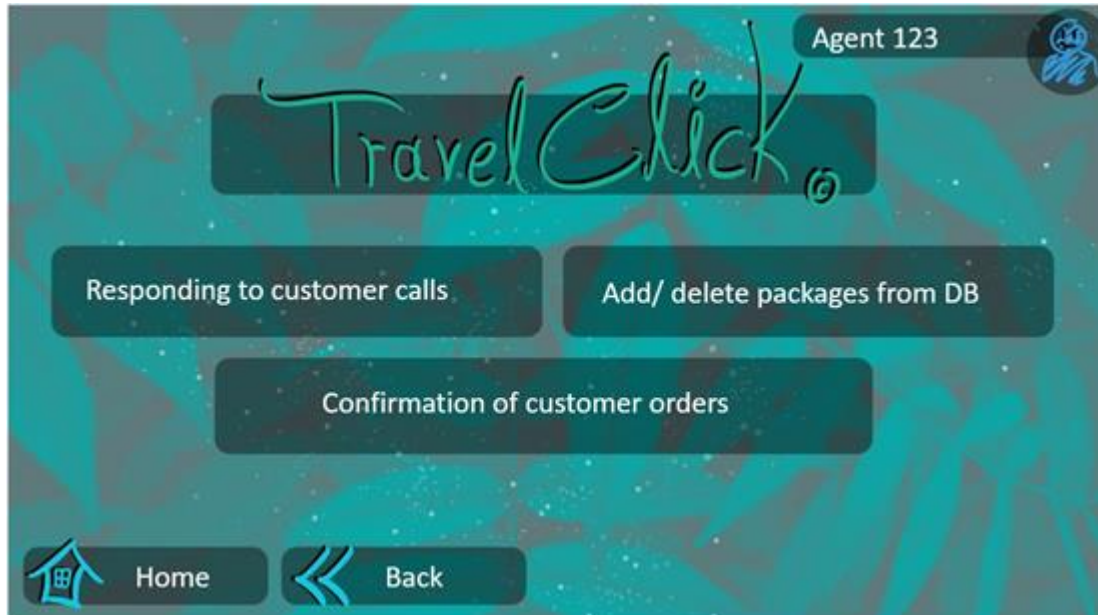 Agent 123
TravelClick ©
Responding to customer calls
Add/ delete packages from DB
Confirmation of customer orders
Home
Back